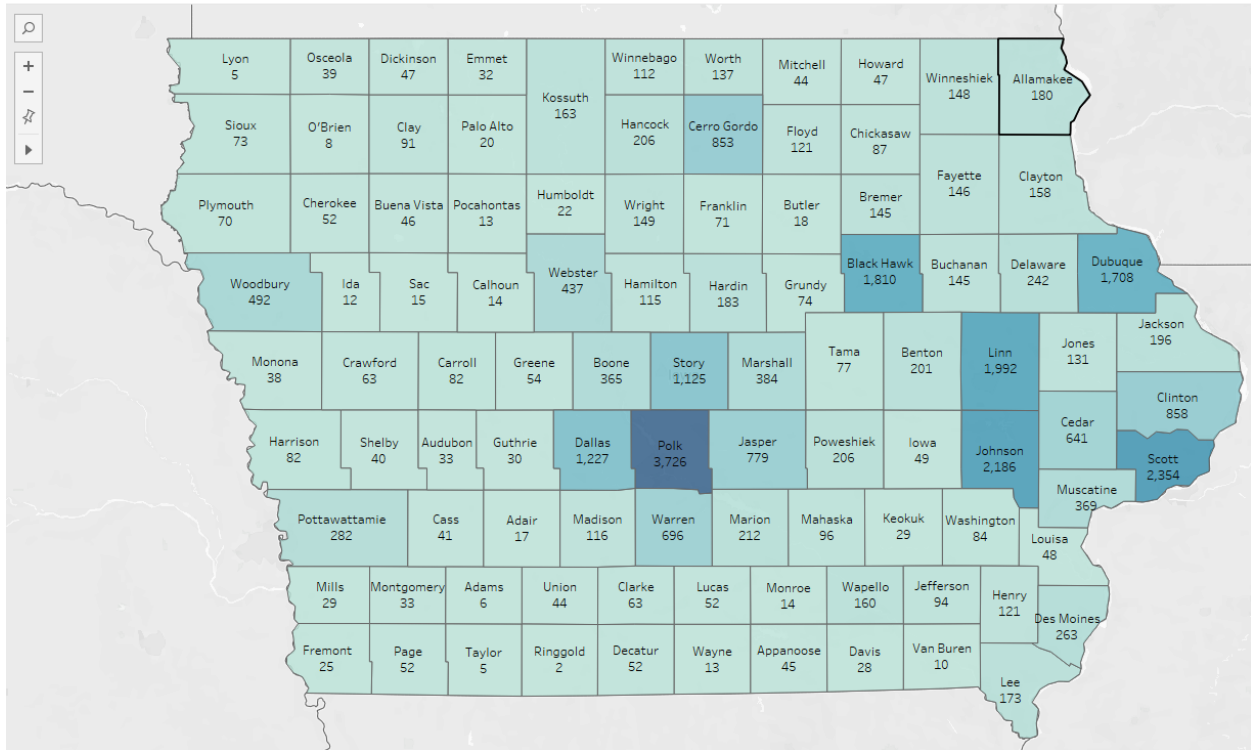 Lyon
5
Osceola
39
Dickinson
47
Emmet
32
Kossuth
163
Winnebago
112
Worth
137
Mitchell
44
Howard
47
Winneshiek
148
Allamakee
180
Sioux
73
O'Brien
8
Clay
91
Palo Alto
20
Hancock
206
Cerro Gordo
853
Floyd
121
Chickasaw
87
Fayette
146
Clayton
158
Plymouth
70
Cherokee
52
Buena Vista
46
Pocahontas
13
Humboldt
22
Wright
149
Franklin
71
Butler
18
Bremer
145
Woodbury
492
Ida
12
Sac
15
Calhoun
14
Webster
437
Hamilton
115
Hardin
183
Grundy
74
Black Hawk
1,810
Buchanan
145
Delaware
242
Dubuque
1,708
Monona
38
Crawford
63
Carroll
82
Greene
54
Boone
365
Story
1,125
Marshall
384
Tama
77
Benton
201
Linn
1,992
Jones
131
Jackson
196
Clinton
858
Harrison
82
Shelby
40
Audubon
33
Guthrie
30
Dallas
1,227
Polk
3,726
Jasper
779
Poweshiek
206
Iowa
49
Johnson
2,186
Cedar
641
Scott
2,354
Muscatine
369
Pottawattamie
282
Cass
41
Adair
17
Madison
116
Warren
696
Marion
212
Mahaska
96
Keokuk
29
Washington
84
Louisa
48
Mills
29
Montgomery
33
Adams
6
Union
44
Clarke
63
Lucas
52
Monroe
14
Wapello
160
Jefferson
94
Henry
121
Des Moines
263
Fremont
25
Page
52
Taylor
5
Ringgold
2
Decatur
52
Wayne
13
Appanoose
45
Davis
28
Van Buren
10
Lee
173